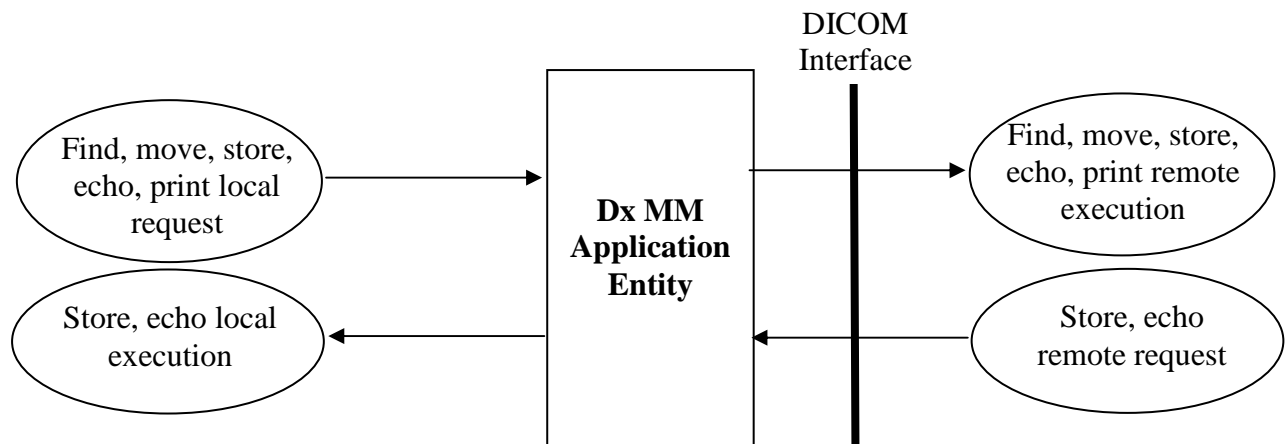 DICOM
Interface
Find, move, store,
echo, print local
request
Dx MM
Application
Entity
Find, move, store,
echo, print remote
execution
Store, echo local
execution
Store, echo
remote request